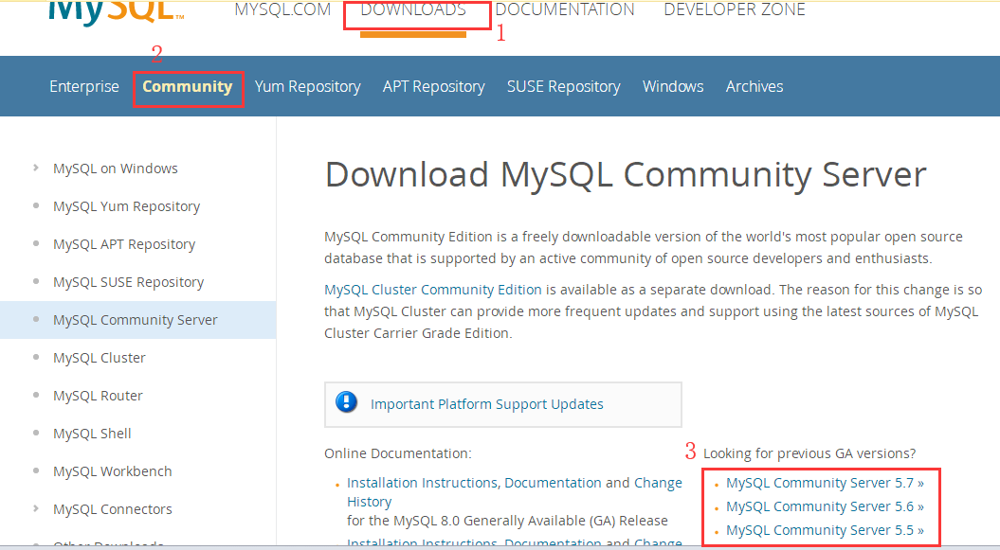 MySQL™
MYSQL.COM DOWNLOADS DOCUMENTATION DEVELOPER ZONE
1
2
Enterprise Community Yum Repository APT Repository SUSE Repository Windows Archives
MySQL on Windows
MySQL Yum Repository
MySQL APT Repository
MySQL SUSE Repository
MySQL Community Server
MySQL Cluster
MySQL Router
MySQL Shell
MySQL Workbench
MySQL Connectors
Other Downloads
Download MySQL Community Server
MySQL Community Edition is a freely downloadable version of the world's most popular open source
database that is supported by an active community of open source developers and enthusiasts.
MySQL Cluster Community Edition is available as a separate download. The reason for this change is so
that MySQL Cluster can provide more frequent updates and support using the latest sources of MySQL
Cluster Carrier Grade Edition.
Important Platform Support Updates
Online Documentation:
Installation Instructions, Documentation and Change
History
for the MySQL 8.0 Generally Available (GA) Release
Installation Instructions, Documentation and Change
3 Looking for previous GA versions?
MySQL Community Server 5.7 »
MySQL Community Server 5.6 »
MySQL Community Server 5.5 »